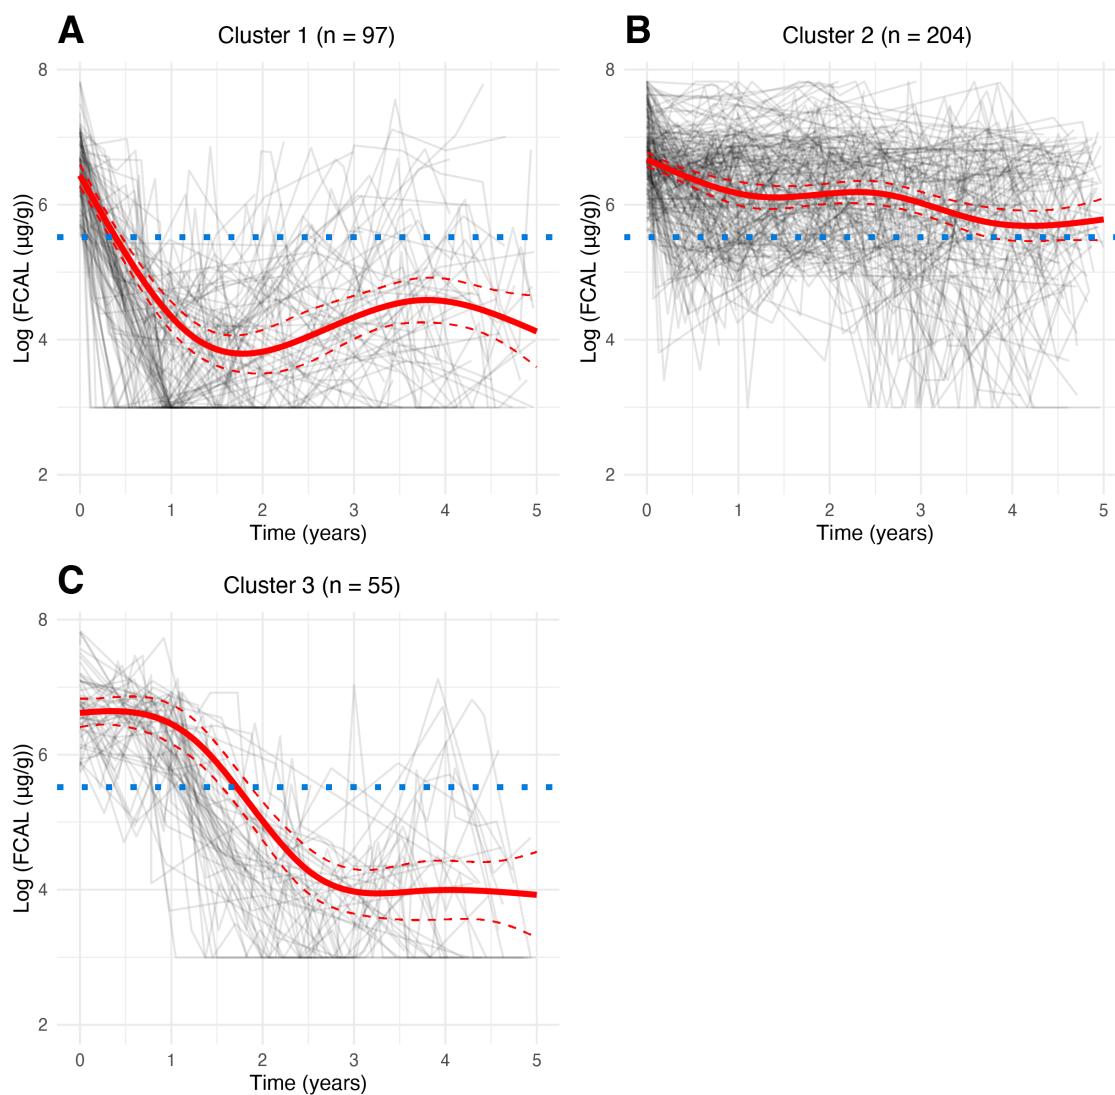 A
Cluster 1 (n = 97)
Log (FCAL (µg/g))
8
6
4
2
0 1 2 3 4 5
Time (years)
B
Cluster 2 (n = 204)
Log (FCAL (µg/g))
8
6
4
2
0 1 2 3 4 5
Time (years)
C
Cluster 3 (n = 55)
Log (FCAL (µg/g))
8
6
4
2
0 1 2 3 4 5
Time (years)